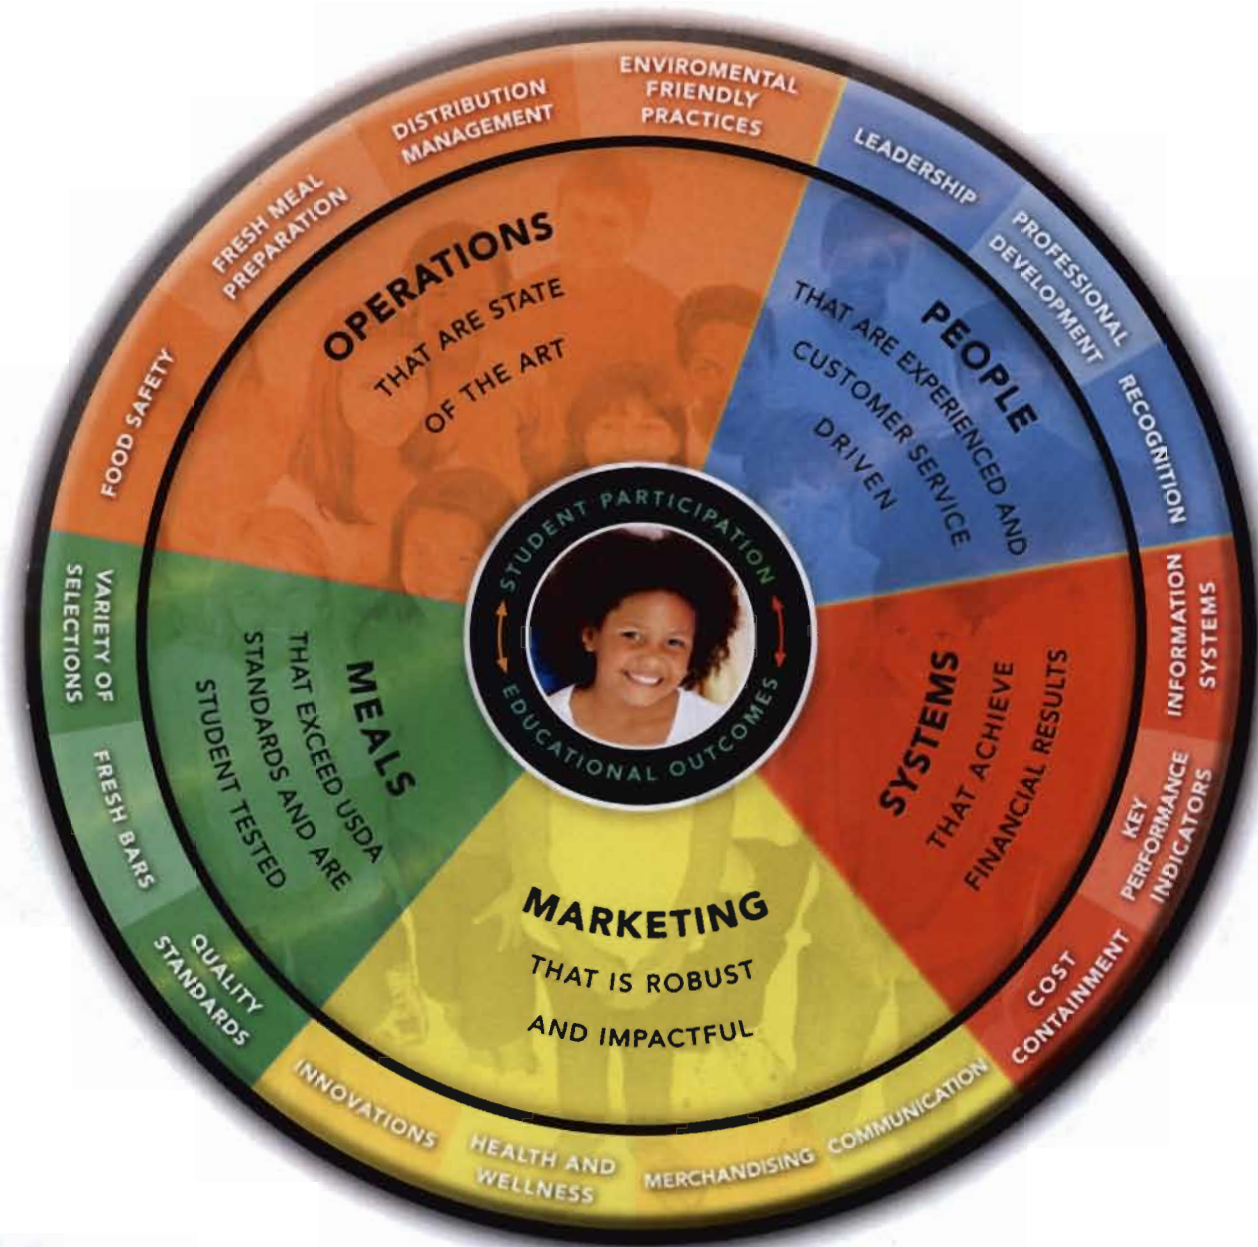 ENVIROMENTAL
FRIENDLY
PRACTICES
LEADERSHIP
PROFESSIONAL
DEVELOPMENT
RECOGNITION
INFORMATION
SYSTEMS
KEY
PERFORMANCE
INDICATORS
COST
CONTAINMENT
COMMUNICATION
MERCHANDISING
HEALTH AND
WELLNESS
INNOVATIONS
QUALITY
STANDARDS
FRESH BARS
VARIETY OF
SELECTIONS
FOOD SAFETY
FRESH MEAL
PREPARATION
DISTRIBUTION
MANAGEMENT
OPERATIONS
THAT ARE STATE
OF THE ART
PEOPLE
THAT ARE EXPERIENCED AND
CUSTOMER SERVICE
DRIVEN
SYSTEMS
THAT ACHIEVE
FINANCIAL RESULTS
MARKETING
THAT IS ROBUST
AND IMPACTFUL
MEALS
THAT EXCEED USDA
STANDARDS AND ARE
STUDENT TESTED
STUDENT PARTICIPATION
EDUCATIONAL OUTCOMES